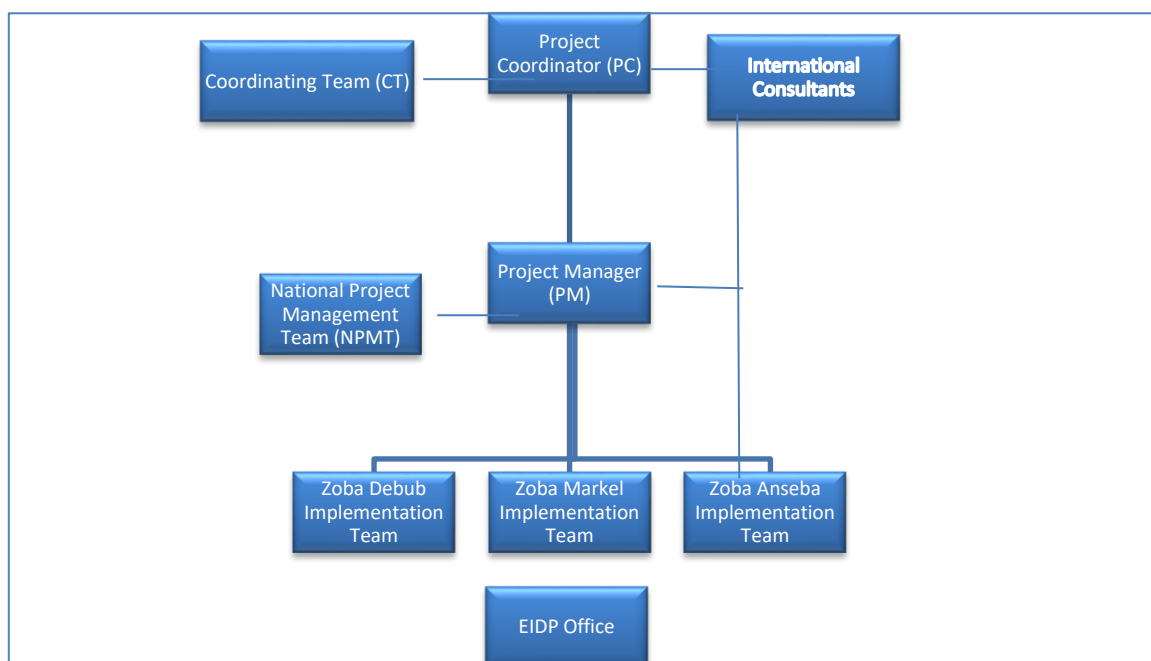 Project
Coordinator (PC)
Coordinating Team (CT)
International
Consultants
Project Manager
(PM)
National Project
Management
Team (NPMT)
Zoba Debub
Implementation
Team
Zoba Markel
Implementation
Team
Zoba Anseba
Implementation
Team
EIDP Office